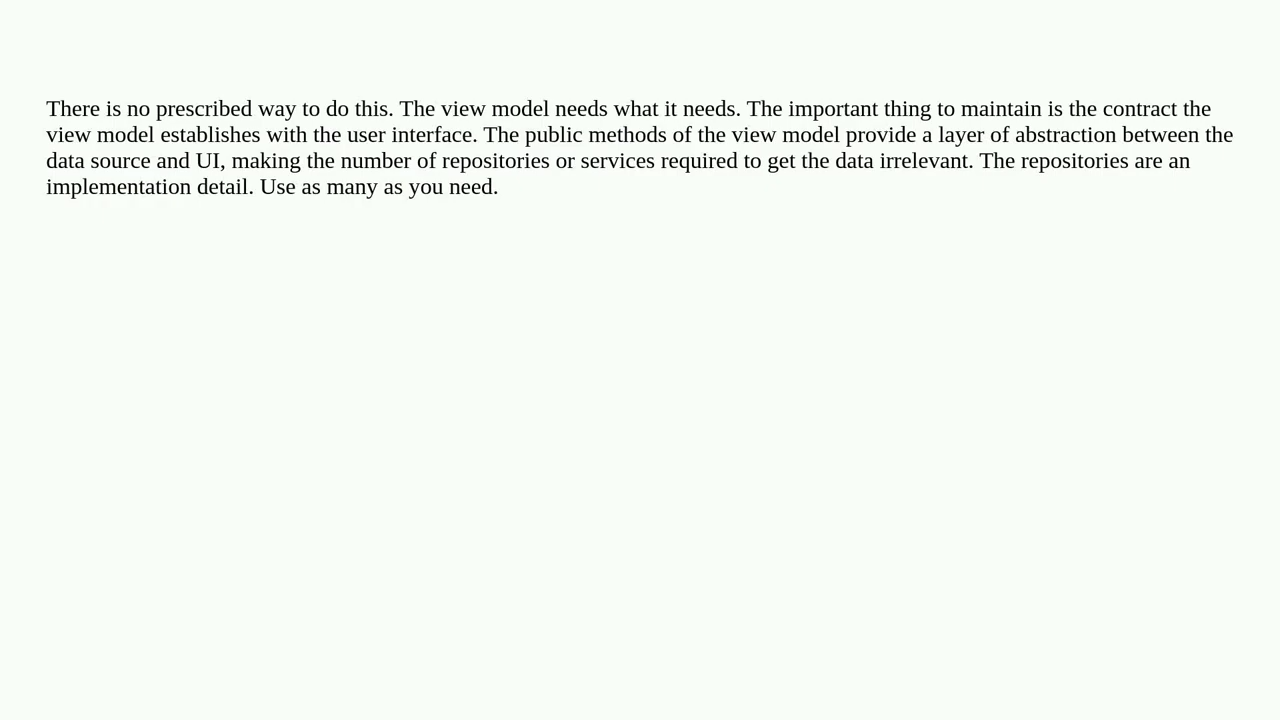 There is no prescribed way to do this. The view model needs what it needs. The important thing to maintain is the contract the
view model establishes with the user interface. The public methods of the view model provide a layer of abstraction between the
data source and UI, making the number of repositories or services required to get the data irrelevant. The repositories are an
implementation detail. Use as many as you need.